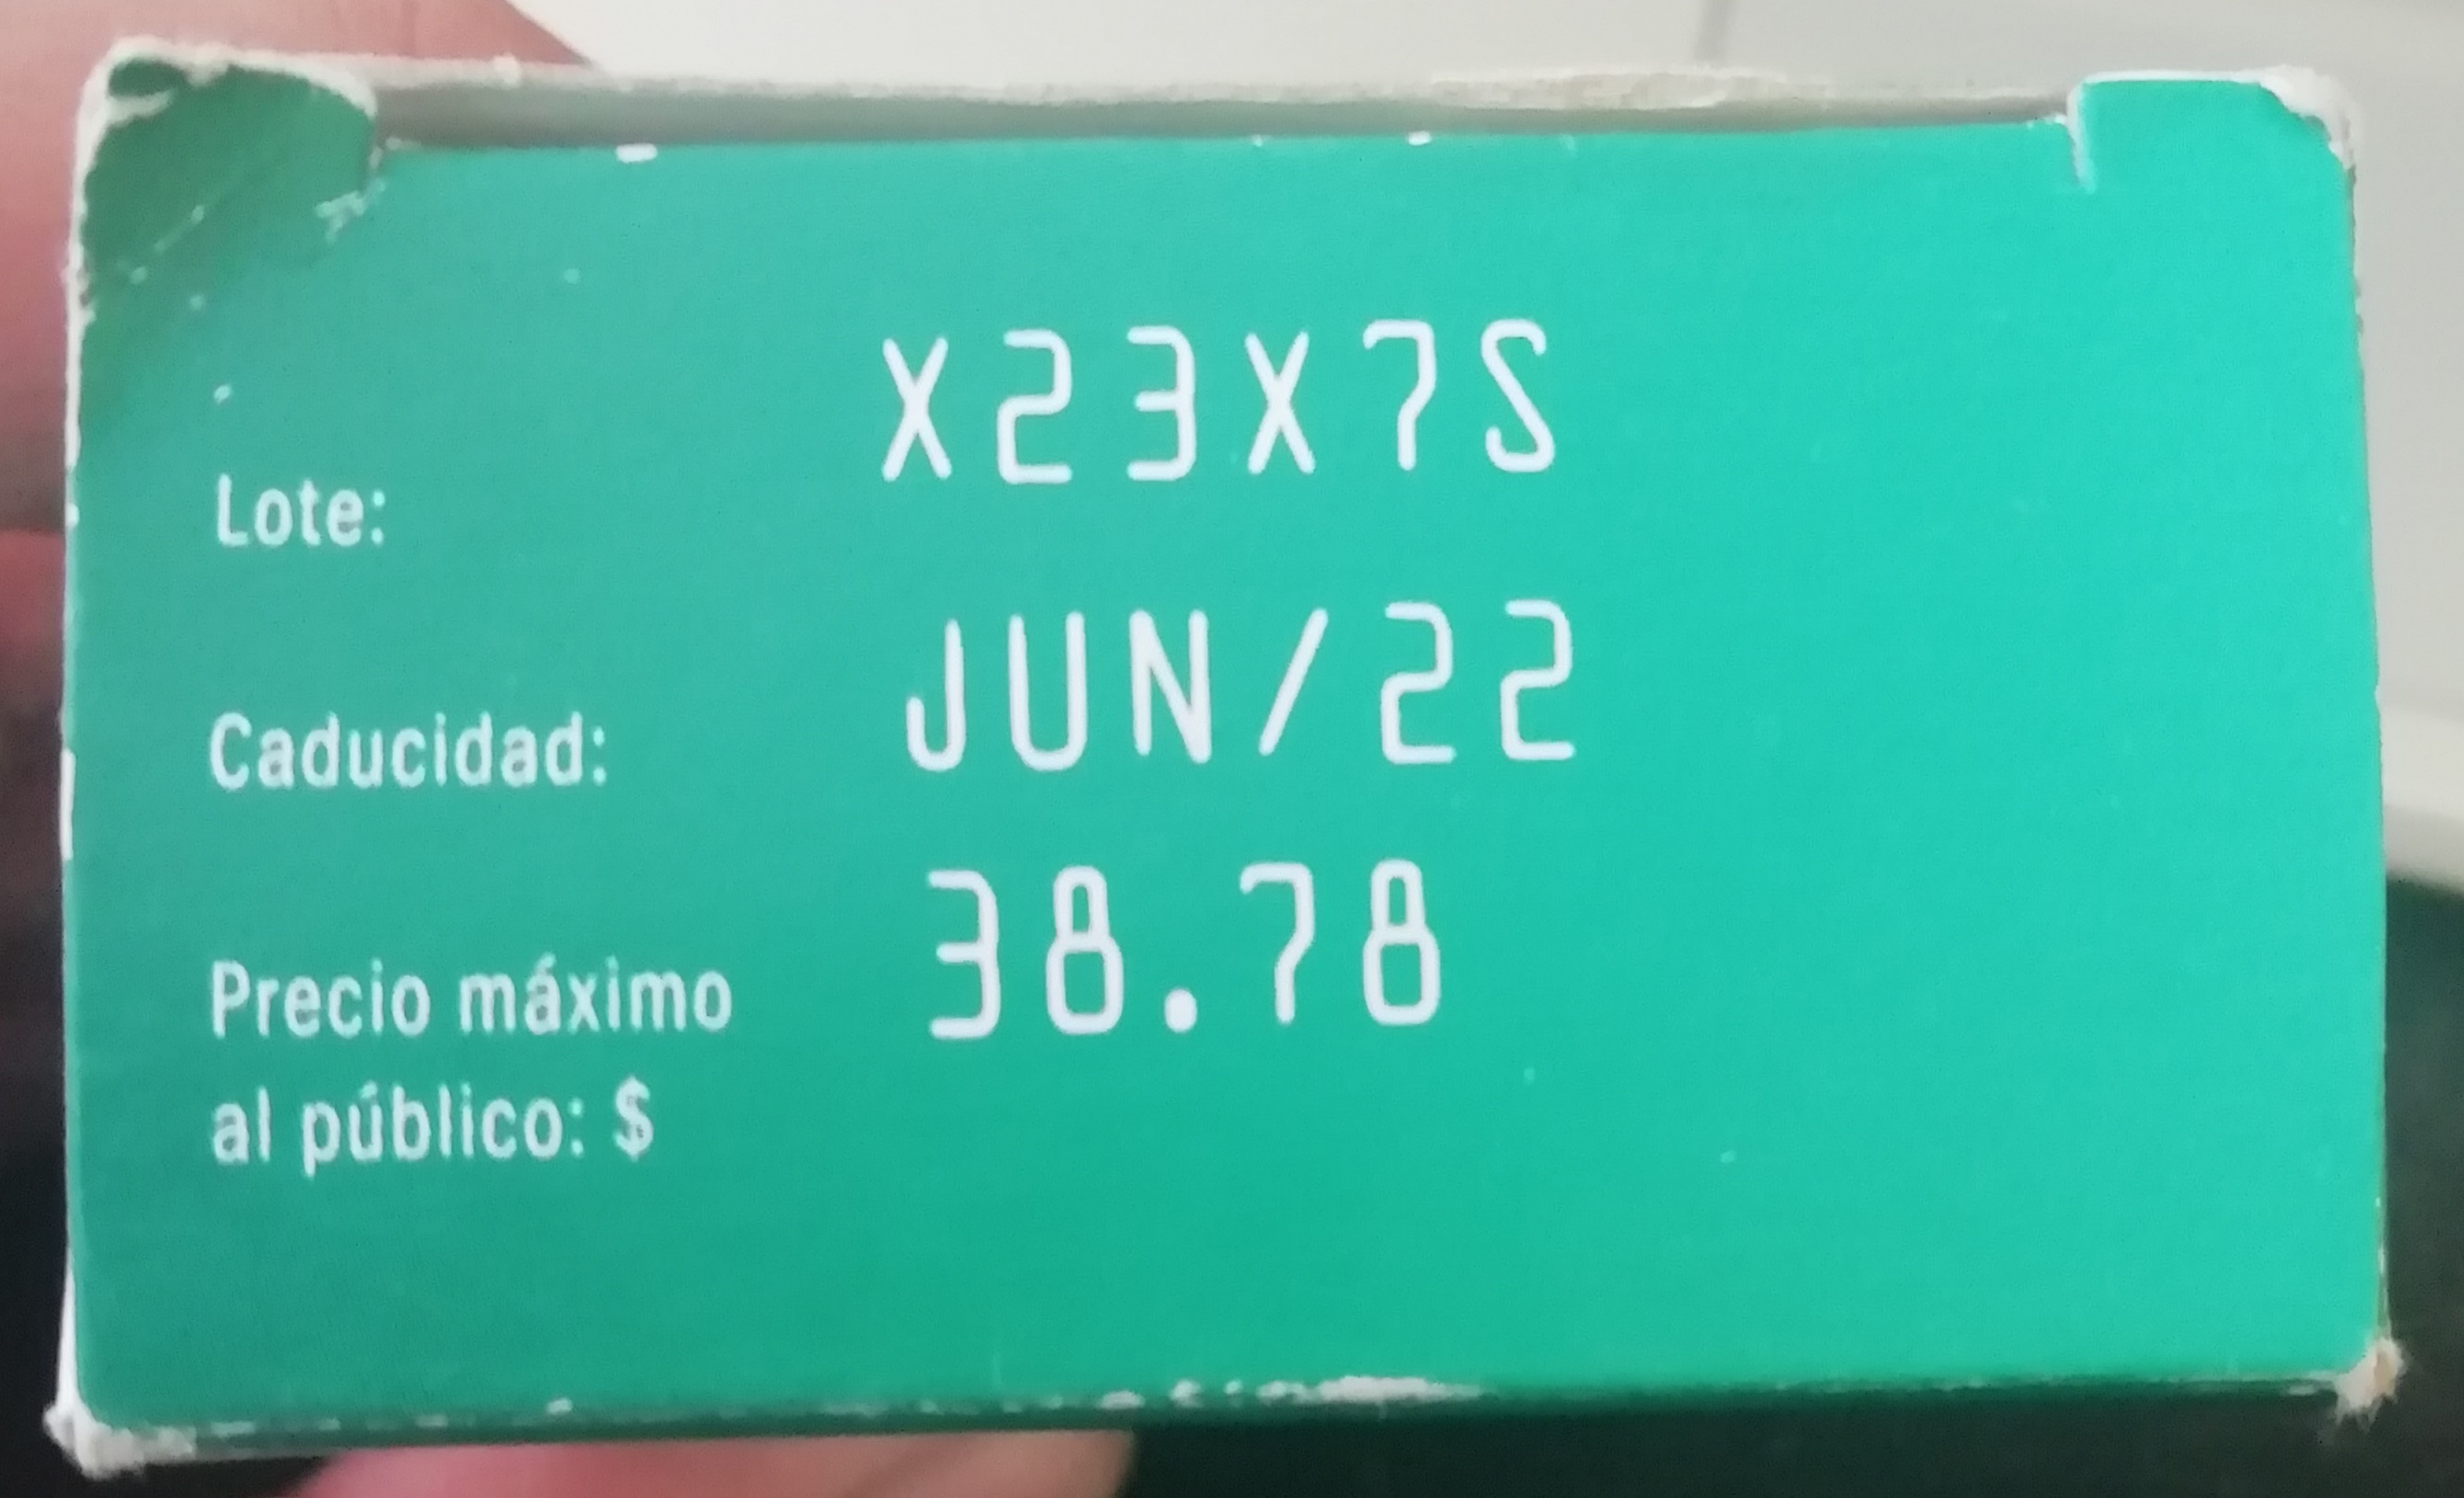 X23X7S
Lote:
JUN/22
Caducidad:
38.78
Precio máximo
al público: $